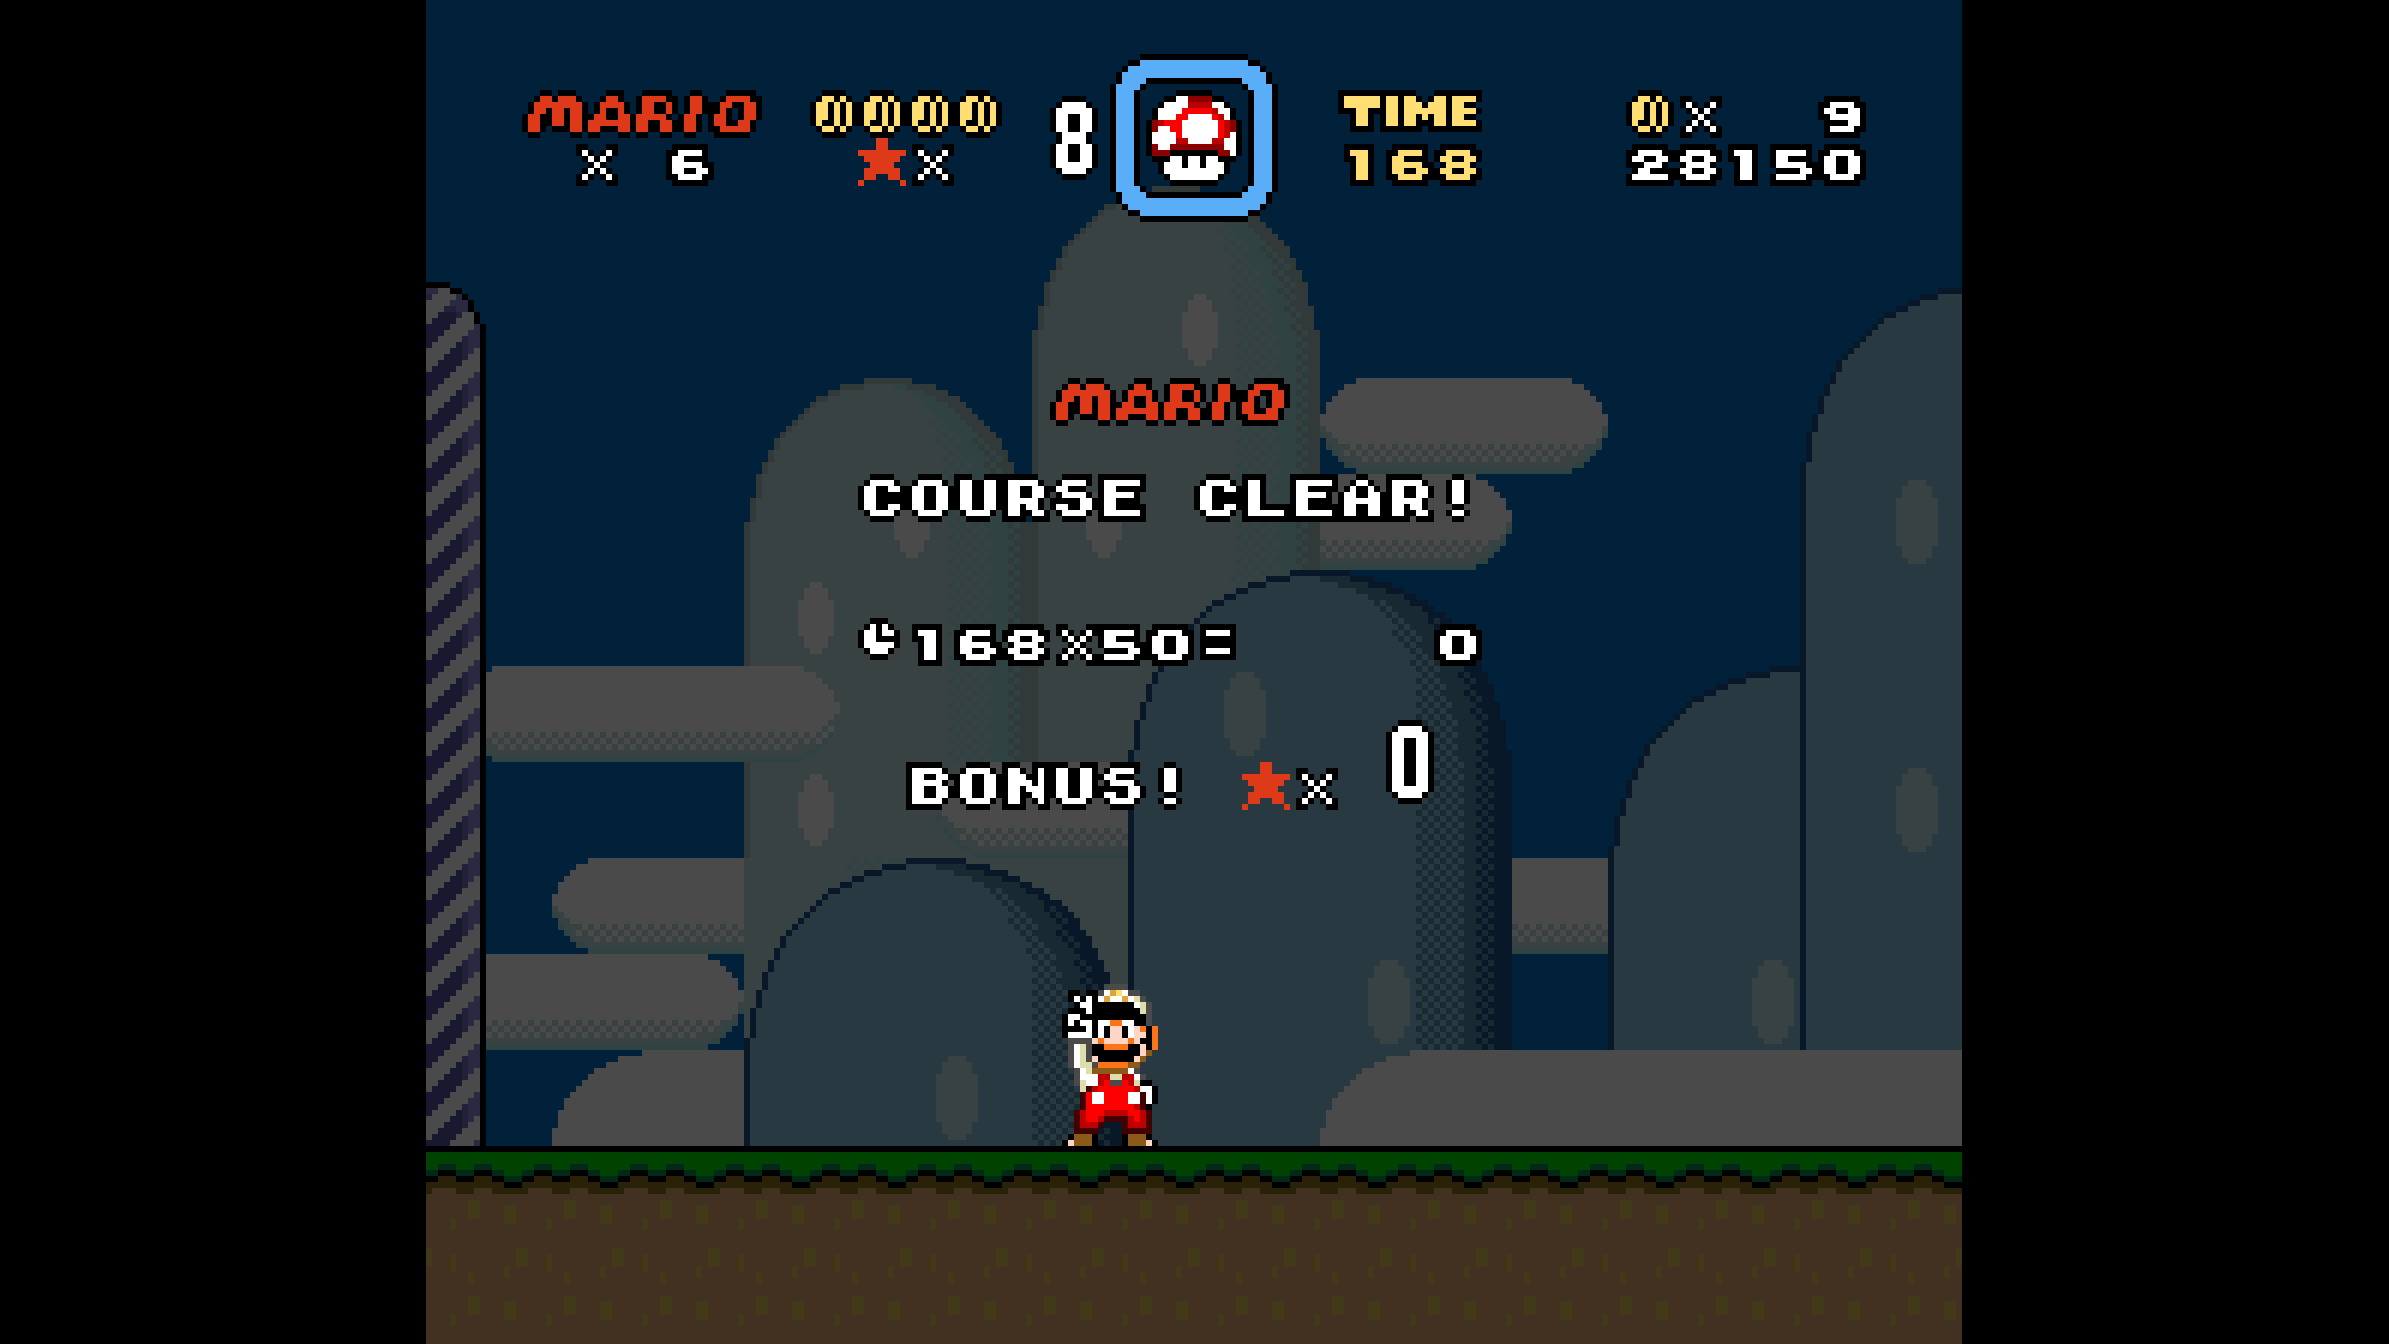 MARIO 8 TIME × 9
× 6 ★× 168 28150
MARIO
COURSE CLEAR!
168×50= 0
BONUS! ★× 0